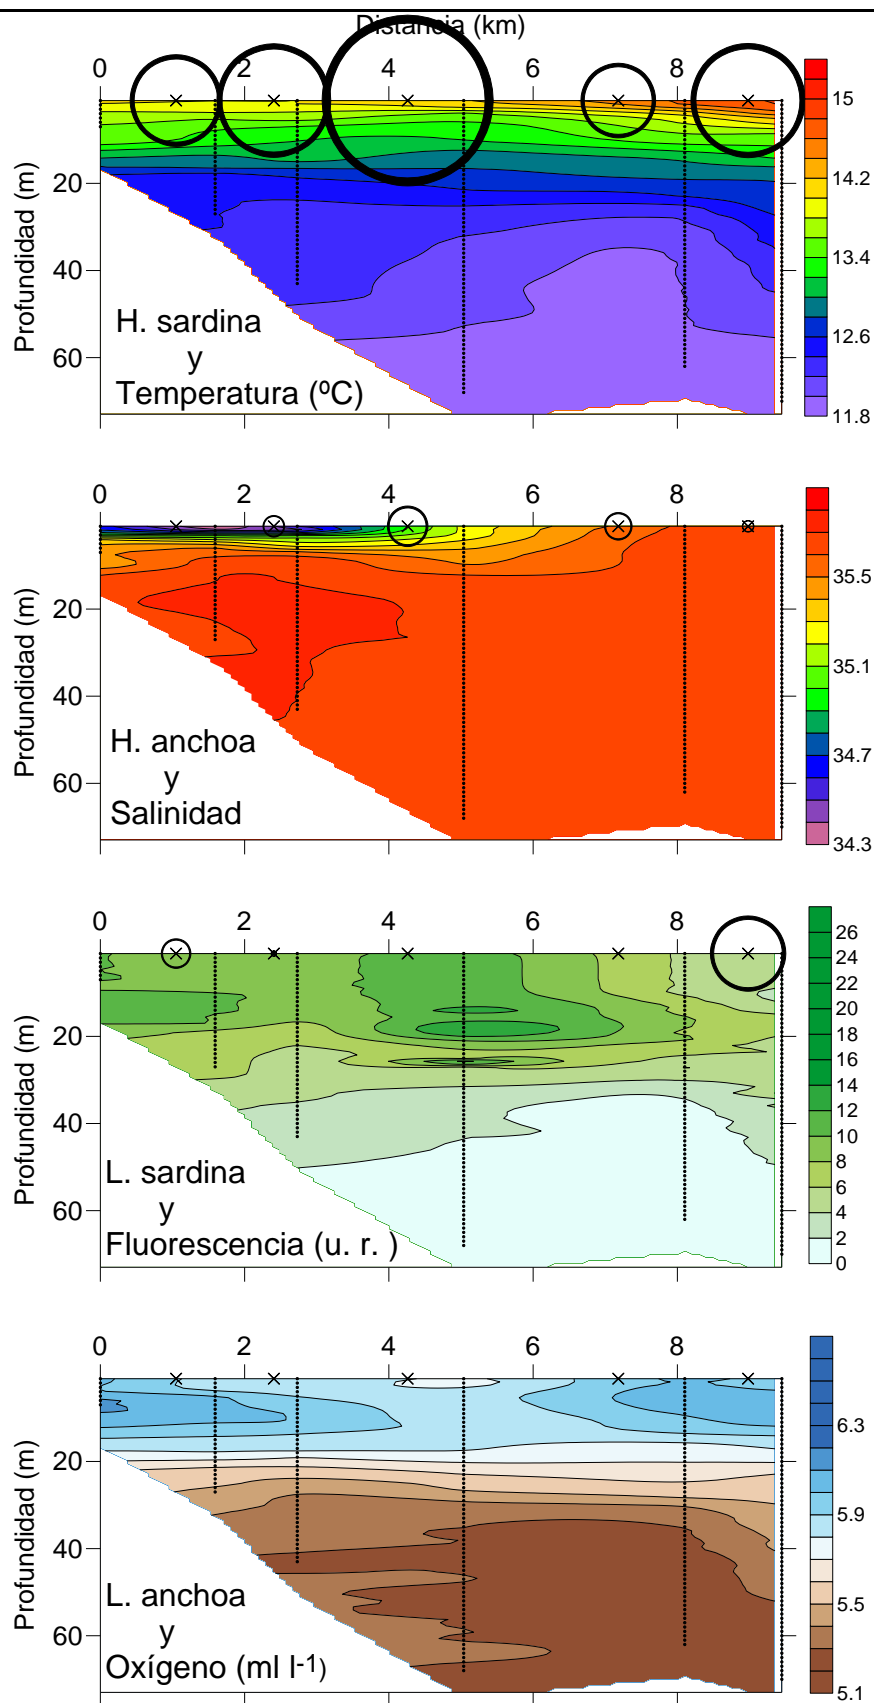 Distancia (km)
0 2 4 6 8
15
14.2
13.4
12.6
11.8
20
40
60
Profundidad (m)
H. sardina
y
Temperatura (ºC)
0 2 4 6 8
35.5
35.1
34.7
34.3
20
40
60
Profundidad (m)
H. anchoa
y
Salinidad
0 2 4 6 8
26
24
22
20
18
16
14
12
10
8
6
4
2
0
20
40
60
Profundidad (m)
L. sardina
y
Fluorescencia (u. r. )
0 2 4 6 8
6.3
5.9
5.5
5.1
20
40
60
Profundidad (m)
L. anchoa
y
Oxígeno (ml l-1)